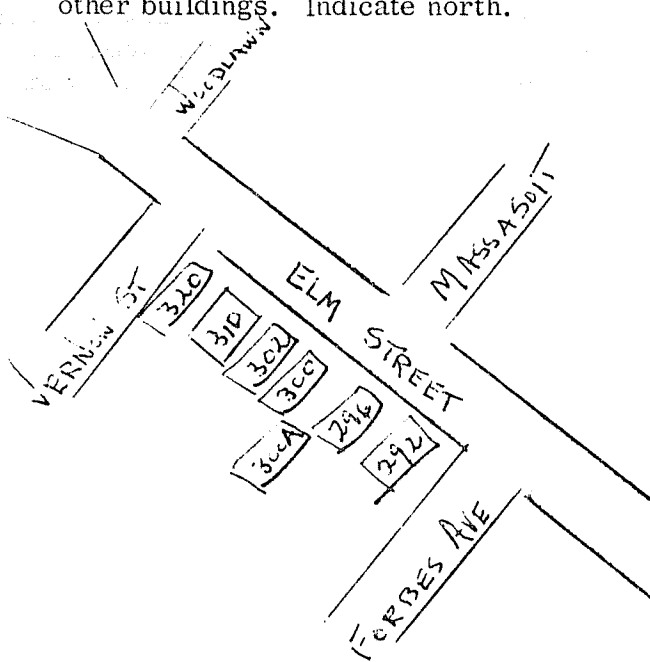 other buildings. Indicate north.
WOODLAWN
MASSASOIT
ELM STREET
VERNON ST
320
310
302
300
300A
296
292
FORBES AVE